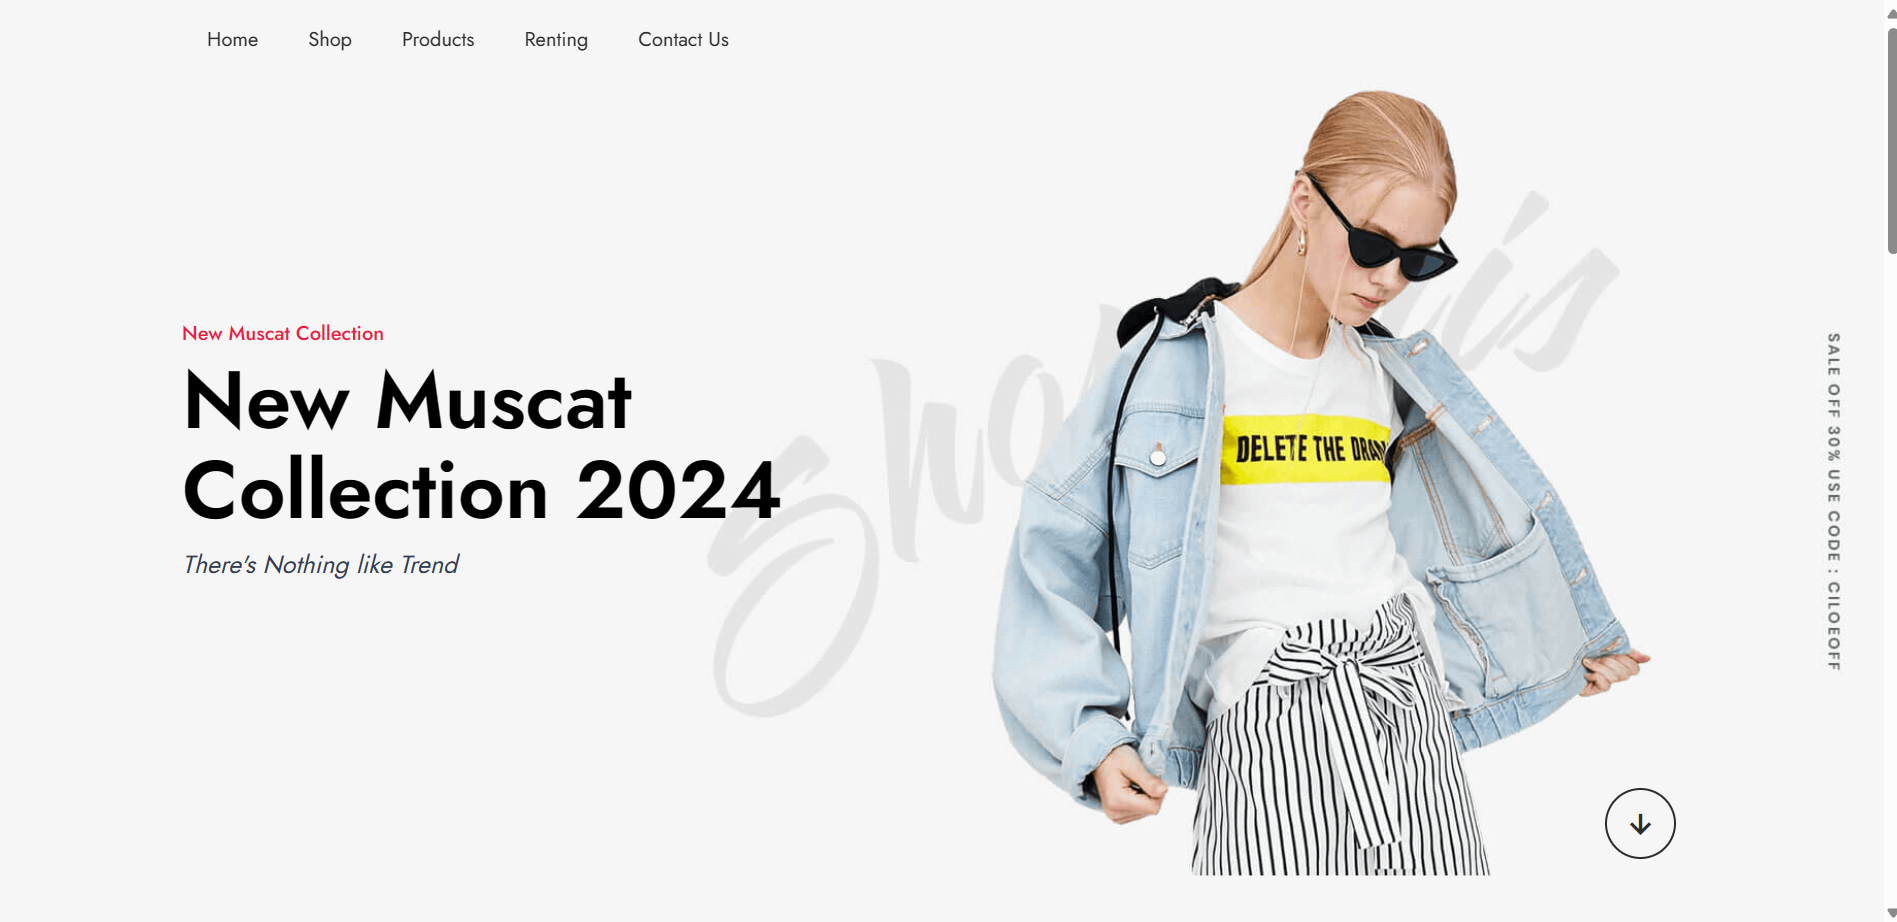 Home Shop Products Renting Contact Us
New Muscat Collection
New Muscat
Collection 2024
There's Nothing like Trend
DELETE THE
SALE OFF 30% USE CODE : CILOEOFF